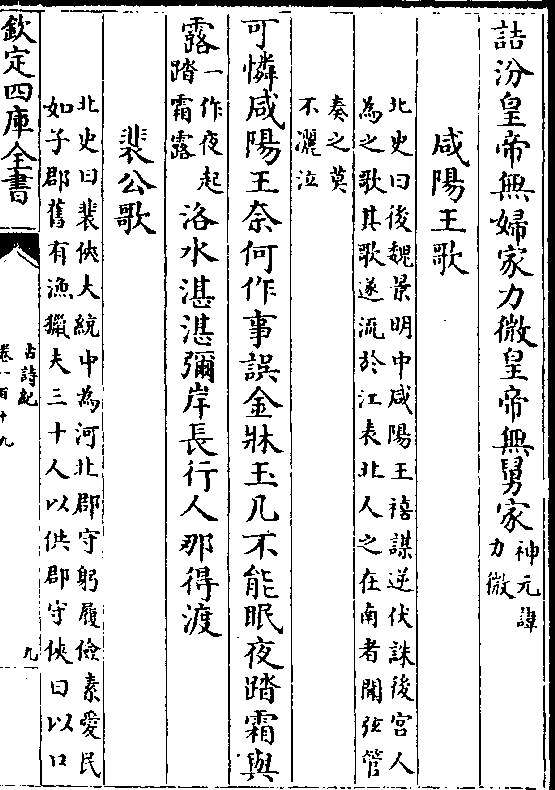 詰汾皇帝無婦家力微皇帝無舅家神元諱
力微
咸陽王歌
北史曰後魏景明中咸陽王禧謀逆伏誅後宮人
為之歌其歌遂流於江表北人之在南者聞弦管
奏之莫
不灑泣
可憐咸陽王奈何作事誤金牀玉几不能眠夜踏霜與
露一作夜起
踏霜露
洛水湛湛彌岸長行人那得渡
裴公歌
北史曰裴俠大統中為河北郡守躬履儉素愛民
如子郡舊有漁獵夫三十人以供郡守俠曰以口
欽定四庫全書
古詩紀
卷一百十九
九